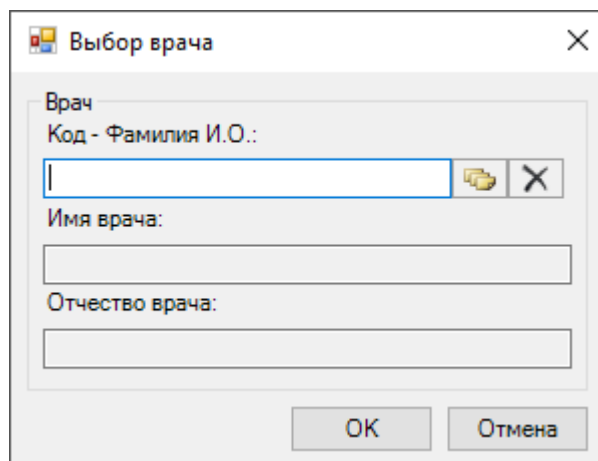 Выбор врача
Врач
Код - Фамилия И.О.:
Имя врача:
Отчество врача:
OK
Отмена